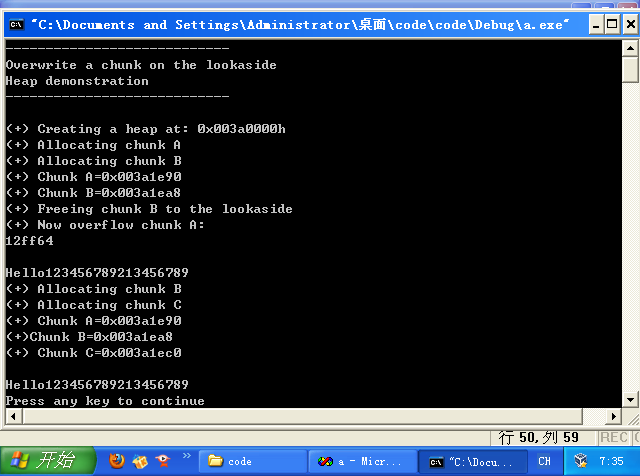 "C:\Documents and Settings\Administrator\桌面\code\code\Debug\a.exe"
----------------------------
Overwrite a chunk on the lookaside
Heap demonstration
----------------------------
(+) Creating a heap at: 0x003a0000h
(+) Allocating chunk A
(+) Allocating chunk B
(+) Chunk A=0x003a1e90
(+) Chunk B=0x003a1ea8
(+) Freeing chunk B to the lookaside
(+) Now overflow chunk A:
12ff64
Hello123456789213456789
(+) Allocating chunk B
(+) Allocating chunk C
(+) Chunk A=0x003a1e90
(+)Chunk B=0x003a1ea8
(+) Chunk C=0x003a1ec0
Hello123456789213456789
Press any key to continue
行 50,列 59 REC
开始 » code a - Micr... "C:\Docu... CH 7:35